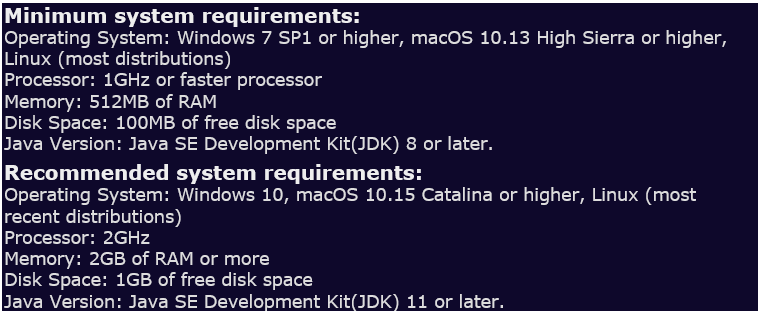 Minimum system requirements:
Operating System: Windows 7 SP1 or higher, macOS 10.13 High Sierra or higher,
Linux (most distributions)
Processor: 1GHz or faster processor
Memory: 512MB of RAM
Disk Space: 100MB of free disk space
Java Version: Java SE Development Kit(JDK) 8 or later.
Recommended system requirements:
Operating System: Windows 10, macOS 10.15 Catalina or higher, Linux (most
recent distributions)
Processor: 2GHz
Memory: 2GB of RAM or more
Disk Space: 1GB of free disk space
Java Version: Java SE Development Kit(JDK) 11 or later.